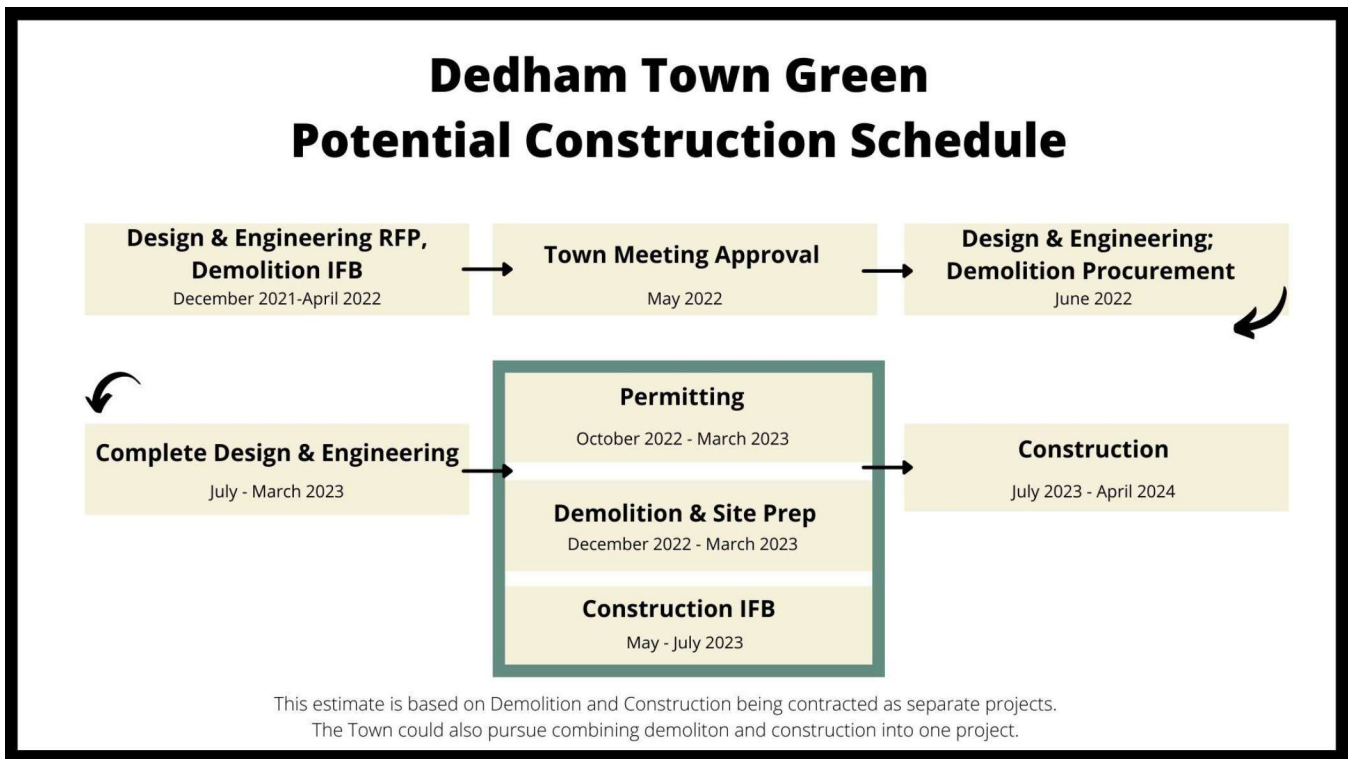 Dedham Town Green
Potential Construction Schedule
Design & Engineering RFP,
Demolition IFB
December 2021-April 2022
Town Meeting Approval
May 2022
Design & Engineering;
Demolition Procurement
June 2022
Complete Design & Engineering
July - March 2023
Permitting
October 2022 - March 2023
Demolition & Site Prep
December 2022 - March 2023
Construction IFB
May - July 2023
Construction
July 2023 - April 2024
This estimate is based on Demolition and Construction being contracted as separate projects.
The Town could also pursue combining demoliton and construction into one project.